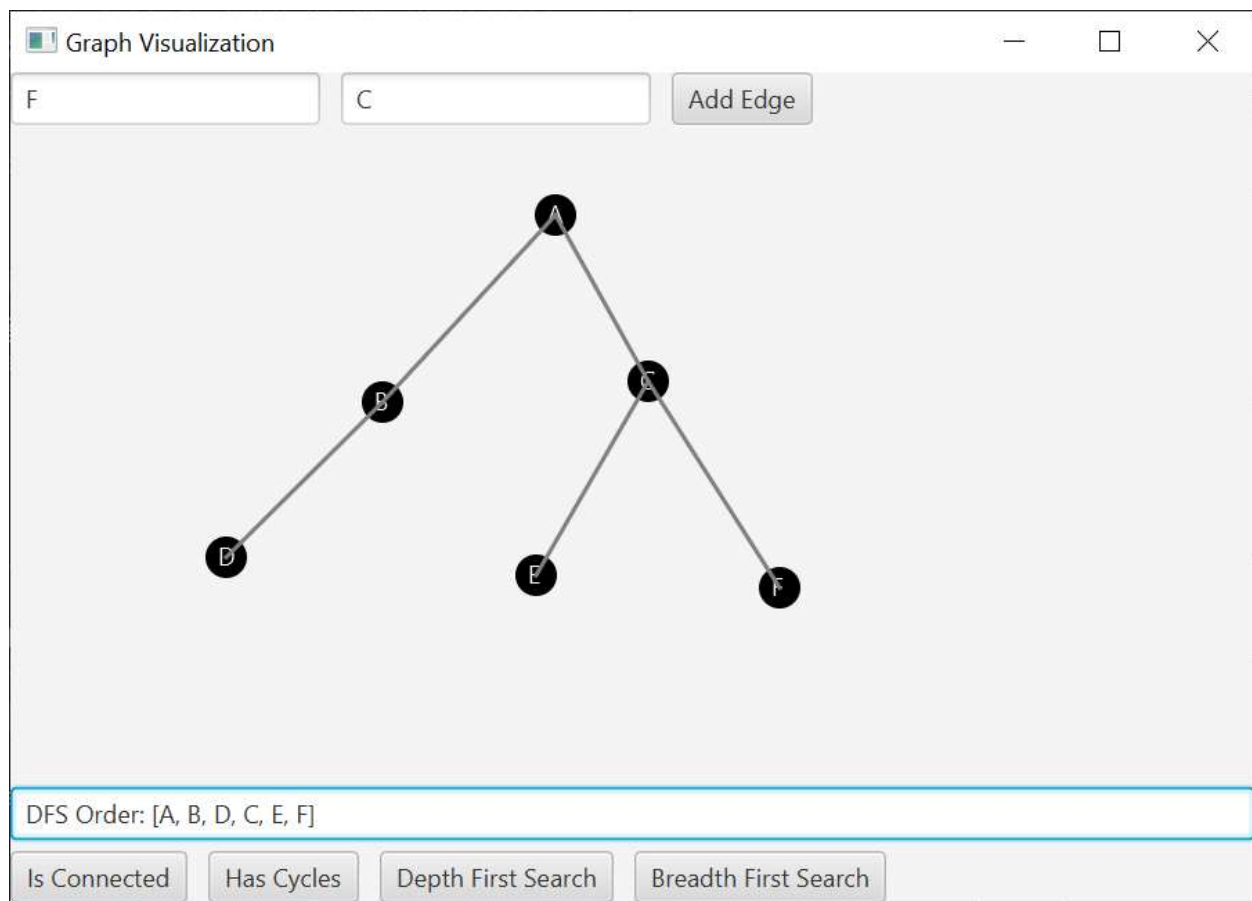 Graph Visualization
F C Add Edge
A
C
B
D
E
F
DFS Order: [A, B, D, C, E, F]
Is Connected Has Cycles Depth First Search Breadth First Search